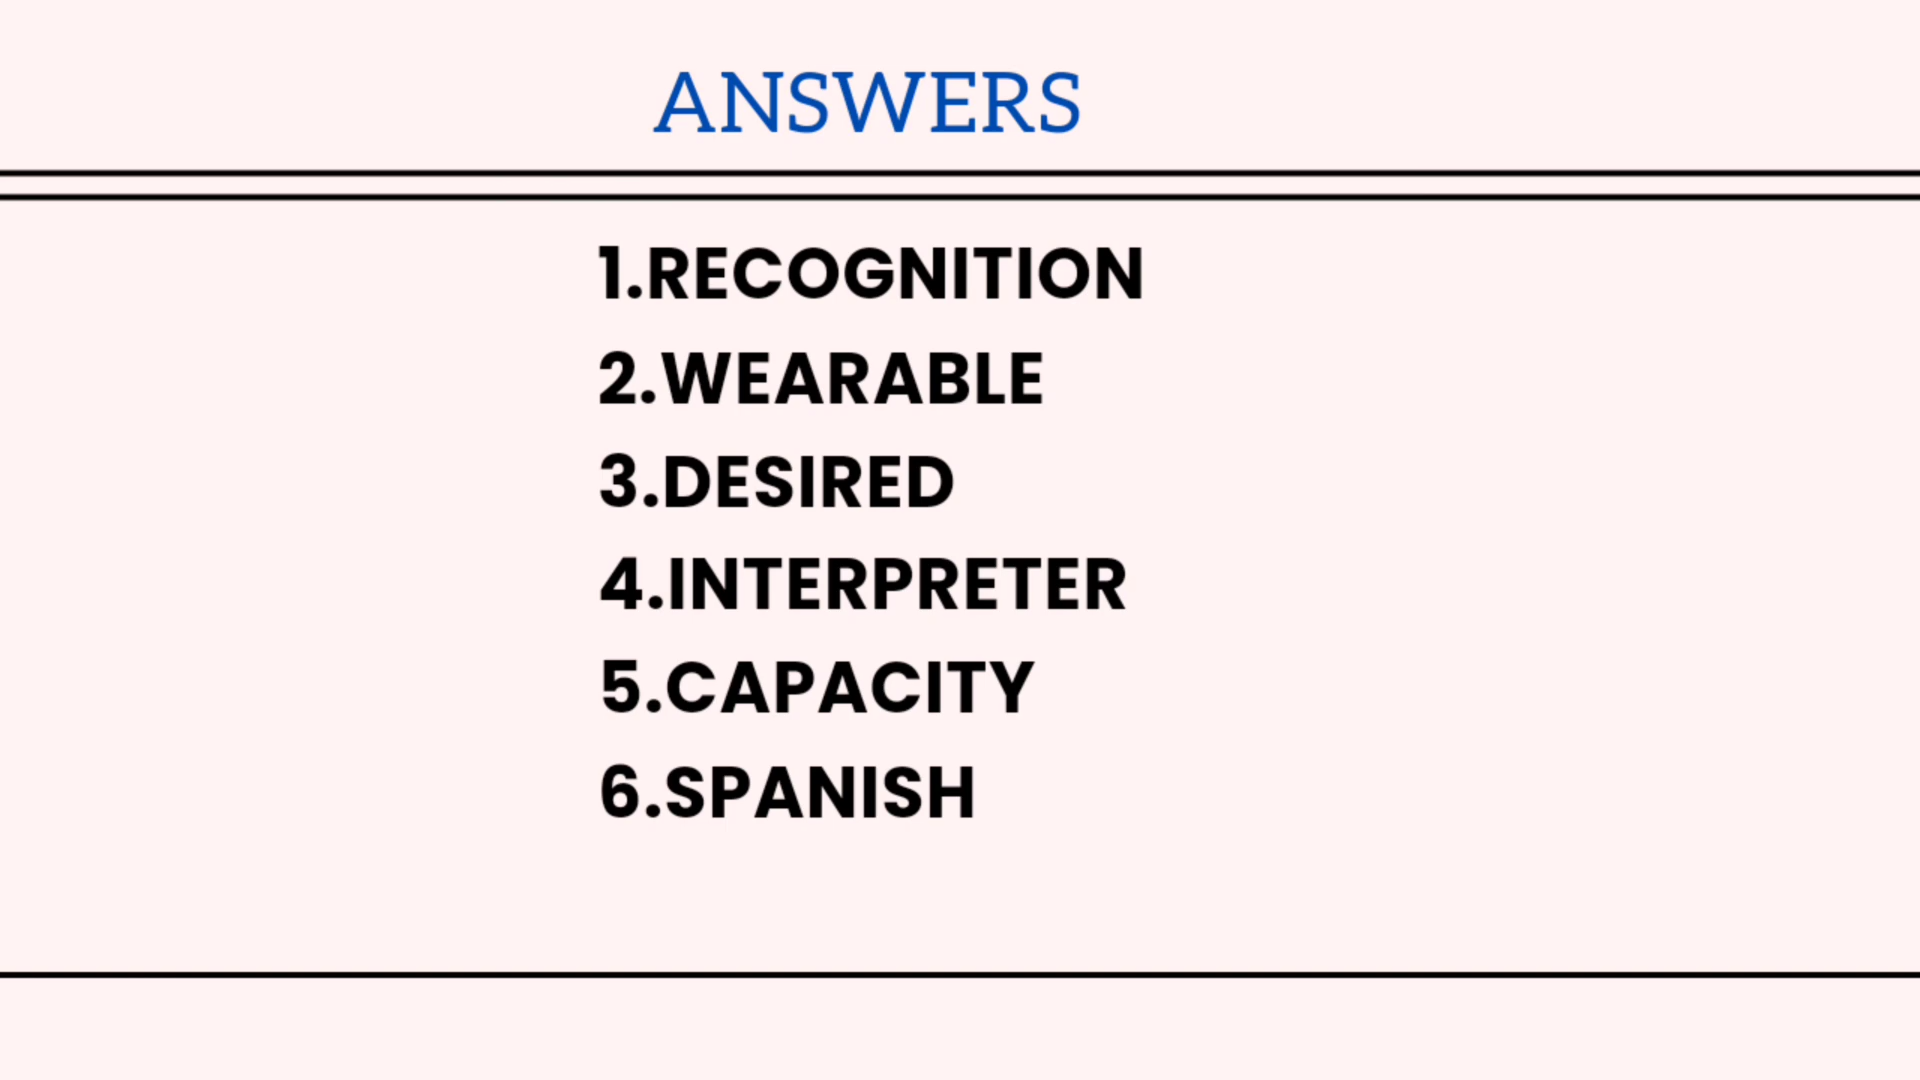 ANSWERS
1.RECOGNITION
2.WEARABLE
3.DESIRED
4.INTERPRETER
5.CAPACITY
6.SPANISH